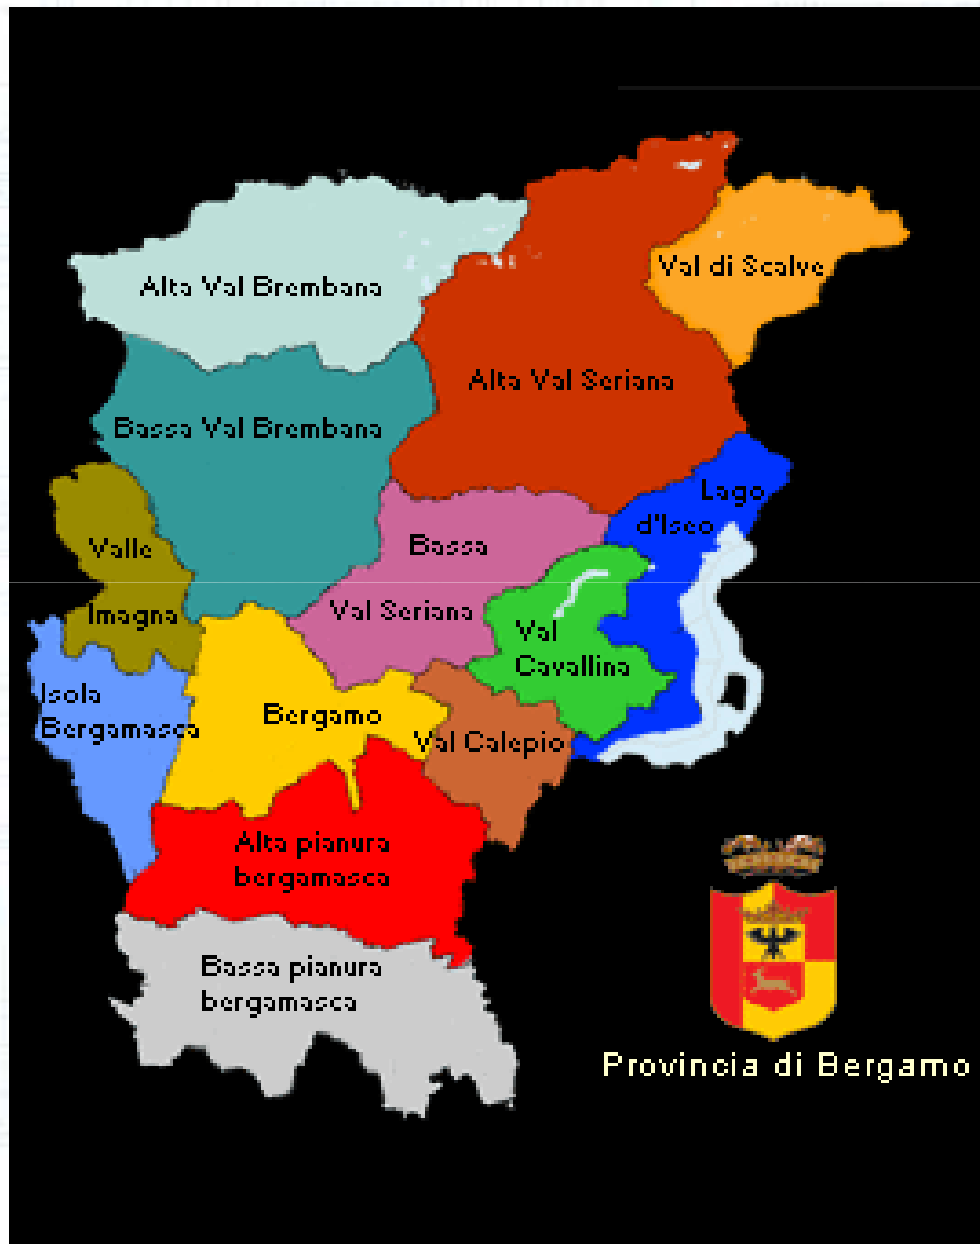 Val di Scalve
Alta Val Brembana
Alta Val Seriana
Bassa Val Brembana
Lago
d'Iseo
Valle
Imagna
Bassa
Val Seriana
Val
Cavallina
Isola
Bergamasca
Bergamo
Val Calepio
Alta pianura
bergamasca
Bassa pianura
bergamasca
Provincia di Bergamo